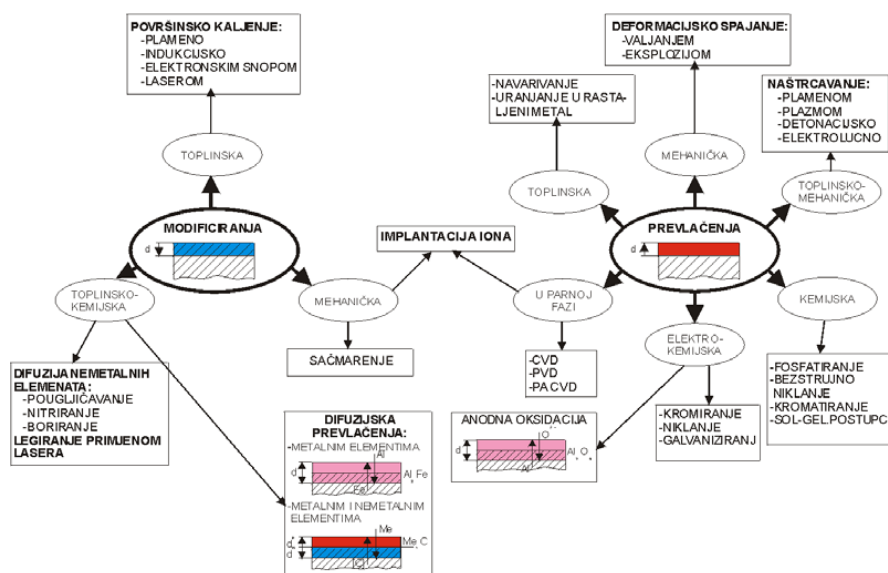 POVRŠINSKO KALJENJE:
-PLAMENO
-INDUKCIJSKO
-ELEKTRONSKIM SNOPOM
-LASEROM
DEFORMACIJSKO SPAJANJE:
-VALJANJEM
-EKSPLOZIJOM
-NAVARIVANJE
-URANJANJE U RASTA-
LJENI METAL
NAŠTRCAVANJE:
-PLAMENOM
-PLAZMOM
-DETONACIJSKO
-ELEKTROLUCNO
TOPLINSKA
MEHANIČKA
TOPLINSKA
TOPLINSKO-
MEHANIČKA
MODIFICIRANJA
d
PREVLAČENJA
d
IMPLANTACIJA IONA
TOPLINSKO-
KEMIJSKA
MEHANIČKA
U PARNOJ
FAZI
KEMIJSKA
ELEKTRO-
KEMIJSKA
SAČMARENJE
-CVD
-PVD
-PACVD
DIFUZIJA NEMETALNIH
ELEMENATA:
-POUGLJIČAVANJE
-NITRIRANJE
-BORIRANJE
LEGIRANJE PRIMJENOM
LASERA
-FOSFATIRANJE
-BEZSTRUJNO
NIKLANJE
-KROMATIRANJE
-SOL-GEL POSTUPC
DIFUZIJSKA
PREVLAČENJA:
-METALNIM ELEMENTIMA
Al
d
Al Fe
Fe
-METALNIM I NEMETALNIM
ELEMENTIMA
Me
d
d
Me C
C
ANODNA OKSIDACIJA
O
d
Al O
Al
-KROMIRANJE
-NIKLANJE
-GALVANIZIRANJ